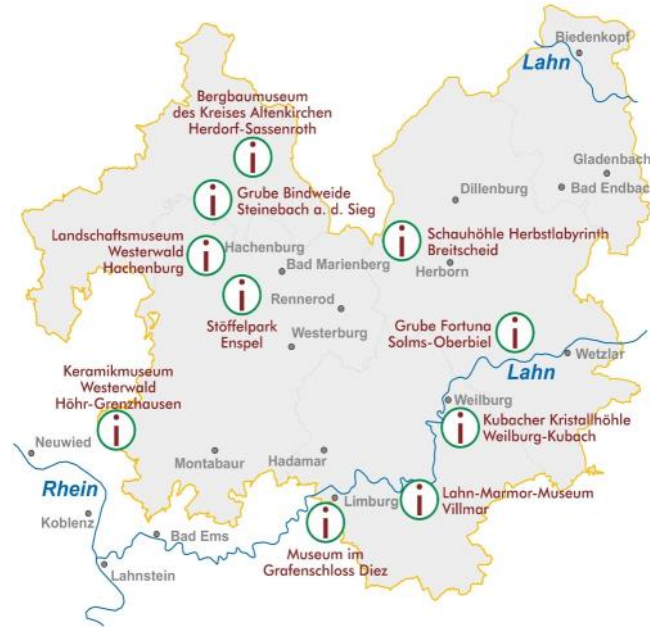 Biedenkopf
Lahn
Bergbaumuseum
des Kreises Altenkirchen
Herdorf-Sassenroth
i
Gladenbach
Bad Endbach
Dillenburg
i
Grube Bindweide
Steinebach a. d. Sieg
Landschaftsmuseum
Westerwald
Hachenburg
i
Hachenburg
Bad Marienberg
i
Schauhöhle Herbstlabyrinth
Breitscheid
Herborn
i
Stöffelpark
Enspel
Rennerod
Westerburg
Grube Fortuna
Solms-Oberbiel
i
Wetzlar
Lahn
Keramikmuseum
Westerwald
Höhr-Grenzhausen
i
Weilburg
i
Kubacher Kristallhöhle
Weilburg-Kubach
Neuwied
Montabaur
Hadamar
Rhein
Koblenz
Limburg
i
Lahn-Marmor-Museum
Villmar
i
Museum im
Grafenschloss Diez
Bad Ems
Lahnstein